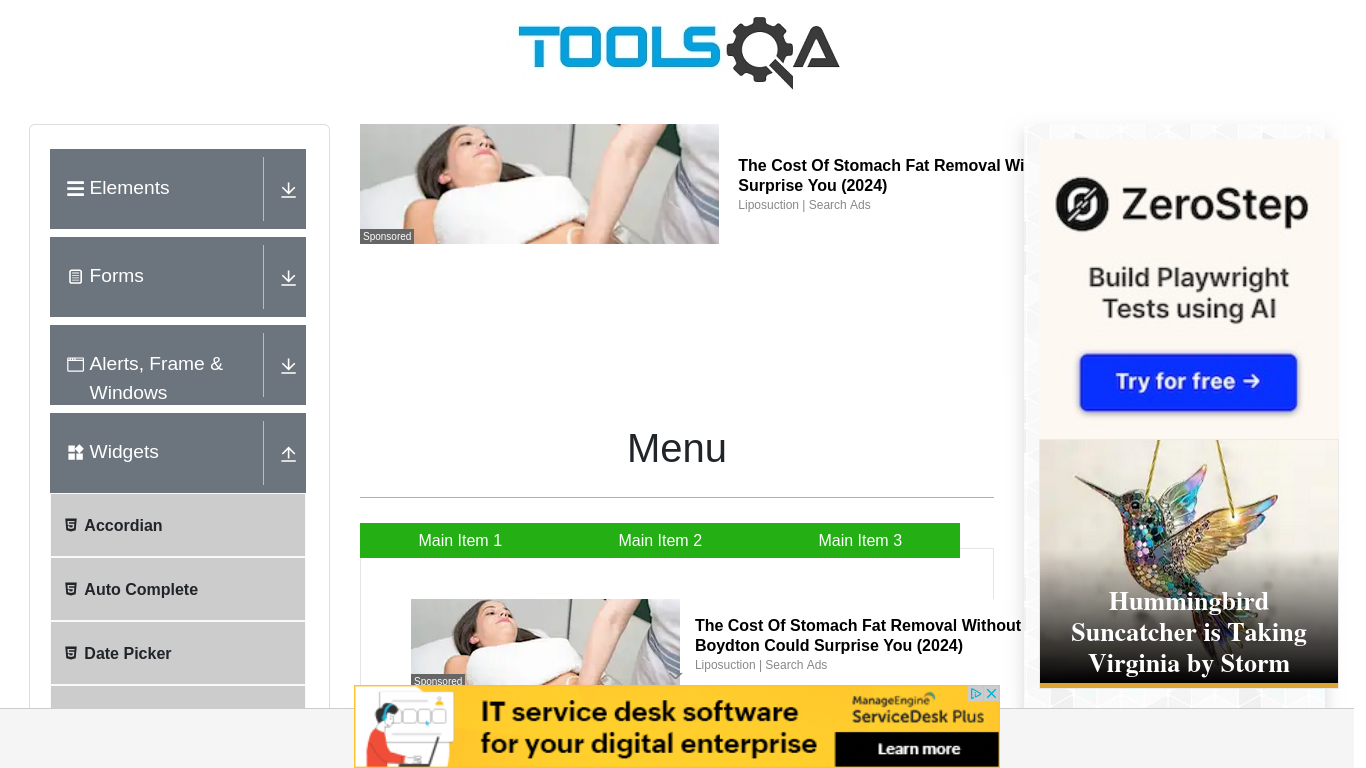 TOOLSQA
Elements
Forms
Alerts, Frame &
Windows
Widgets
Accordian
Auto Complete
Date Picker
Sponsored
The Cost Of Stomach Fat Removal Wi
Surprise You (2024)
Liposuction | Search Ads
Menu
Main Item 1
Main Item 2
Main Item 3
Sponsored
The Cost Of Stomach Fat Removal Without
Boydton Could Surprise You (2024)
Liposuction | Search Ads
ZeroStep
Build Playwright
Tests using AI
Try for free →
Hummingbird
Suncatcher is Taking
Virginia by Storm
IT service desk software
for your digital enterprise
ManageEngine
ServiceDesk Plus
Learn more